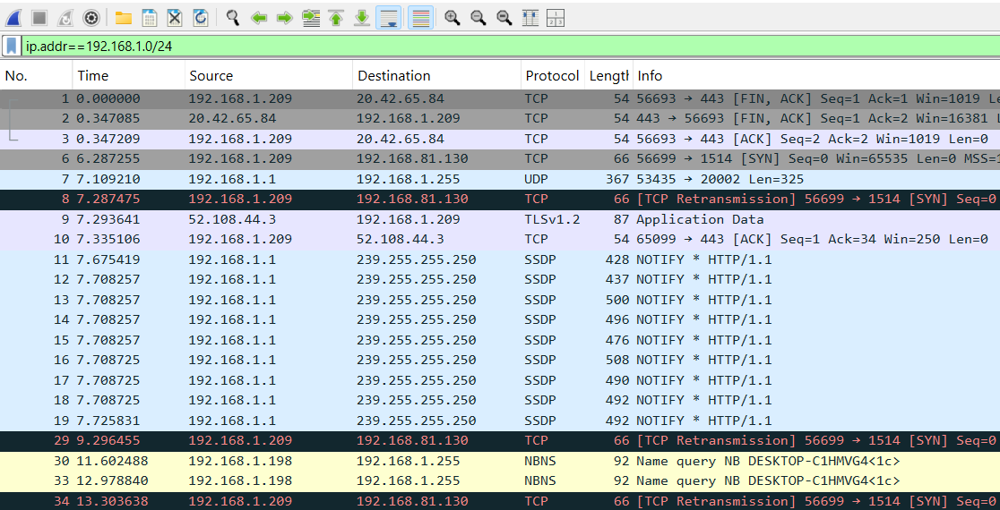 ip.addr==192.168.1.0/24
No. Time Source Destination Protocol Length Info
1 0.000000 192.168.1.209 20.42.65.84 TCP 54 56693 → 443 [FIN, ACK] Seq=1 Ack=1 Win=1019 Le
2 0.347085 20.42.65.84 192.168.1.209 TCP 54 443 → 56693 [FIN, ACK] Seq=1 Ack=2 Win=16381 L
3 0.347209 192.168.1.209 20.42.65.84 TCP 54 56693 → 443 [ACK] Seq=2 Ack=2 Win=1019 Len=0
6 6.287255 192.168.1.209 192.168.81.130 TCP 66 56699 → 1514 [SYN] Seq=0 Win=65535 Len=0 MSS=1
7 7.109210 192.168.1.1 192.168.1.255 UDP 367 53435 → 20002 Len=325
8 7.287475 192.168.1.209 192.168.81.130 TCP 66 [TCP Retransmission] 56699 → 1514 [SYN] Seq=0
9 7.293641 52.108.44.3 192.168.1.209 TLSv1.2 87 Application Data
10 7.335106 192.168.1.209 52.108.44.3 TCP 54 65099 → 443 [ACK] Seq=1 Ack=34 Win=250 Len=0
11 7.675419 192.168.1.1 239.255.255.250 SSDP 428 NOTIFY * HTTP/1.1
12 7.708257 192.168.1.1 239.255.255.250 SSDP 437 NOTIFY * HTTP/1.1
13 7.708257 192.168.1.1 239.255.255.250 SSDP 500 NOTIFY * HTTP/1.1
14 7.708257 192.168.1.1 239.255.255.250 SSDP 496 NOTIFY * HTTP/1.1
15 7.708257 192.168.1.1 239.255.255.250 SSDP 476 NOTIFY * HTTP/1.1
16 7.708725 192.168.1.1 239.255.255.250 SSDP 508 NOTIFY * HTTP/1.1
17 7.708725 192.168.1.1 239.255.255.250 SSDP 490 NOTIFY * HTTP/1.1
18 7.708725 192.168.1.1 239.255.255.250 SSDP 492 NOTIFY * HTTP/1.1
19 7.725831 192.168.1.1 239.255.255.250 SSDP 492 NOTIFY * HTTP/1.1
29 9.296455 192.168.1.209 192.168.81.130 TCP 66 [TCP Retransmission] 56699 → 1514 [SYN] Seq=0
30 11.602488 192.168.1.198 192.168.1.255 NBNS 92 Name query NB DESKTOP-C1HMVG4<1c>
33 12.978840 192.168.1.198 192.168.1.255 NBNS 92 Name query NB DESKTOP-C1HMVG4<1c>
34 13.303638 192.168.1.209 192.168.81.130 TCP 66 [TCP Retransmission] 56699 → 1514 [SYN] Seq=0